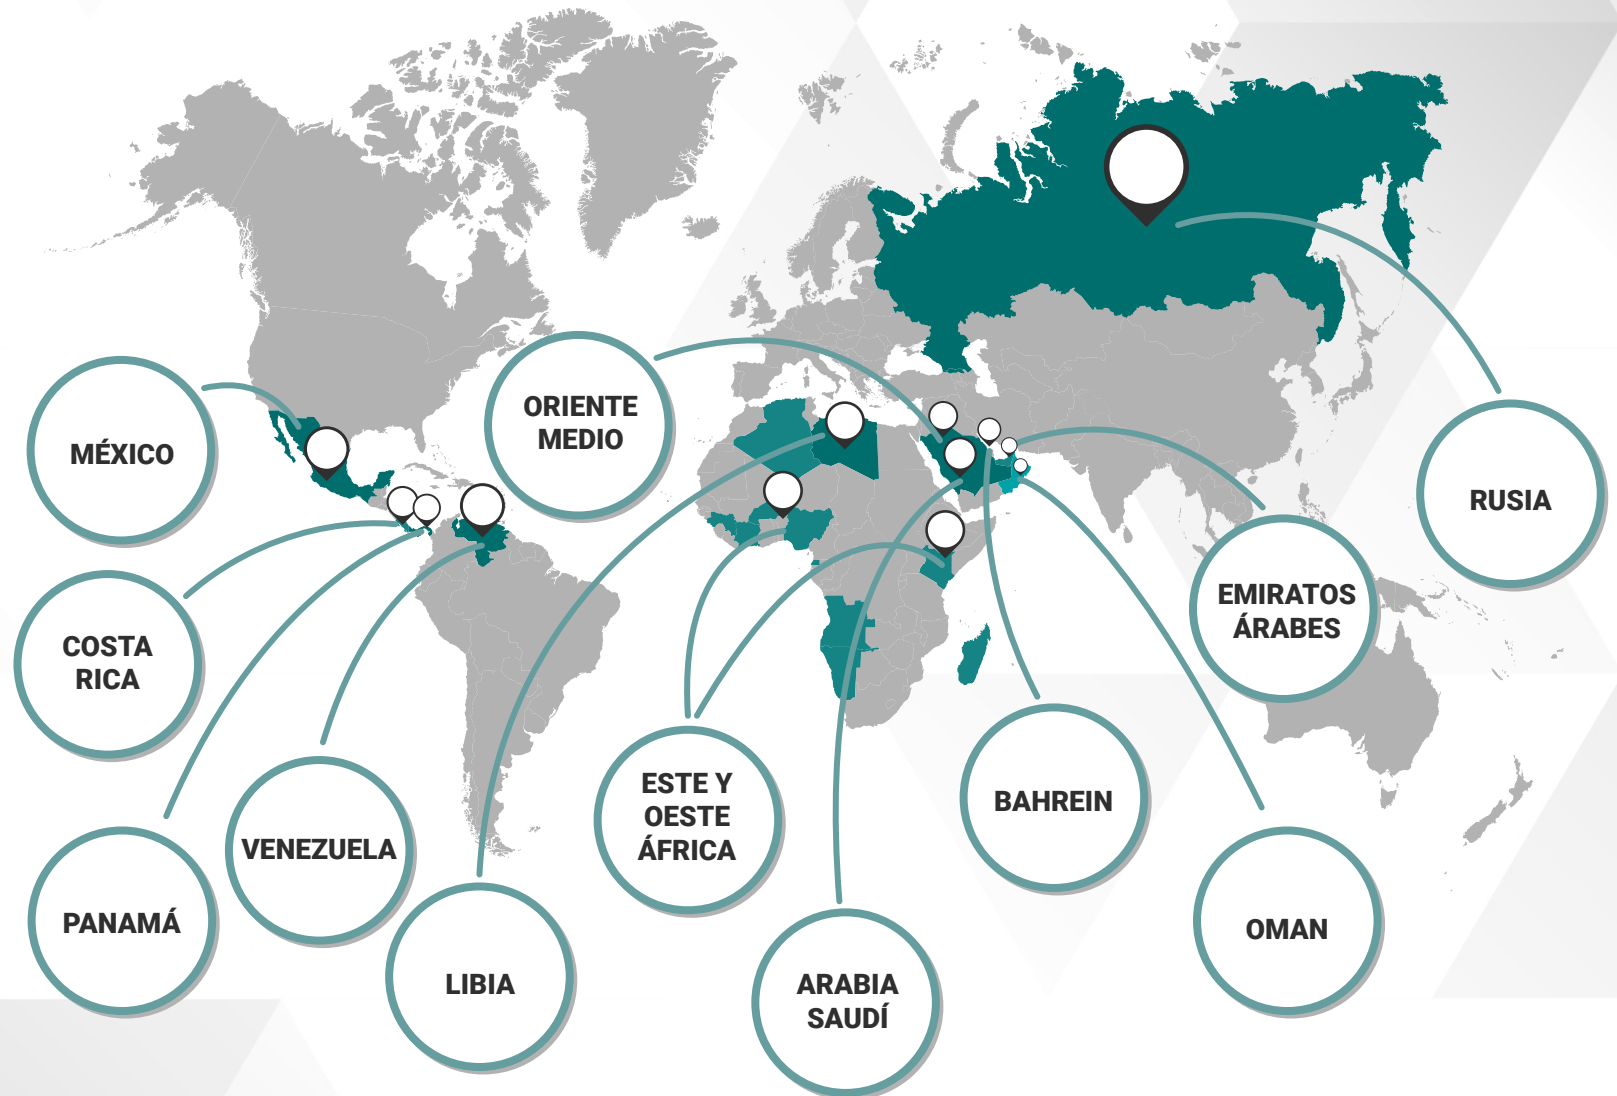 ORIENTE
MEDIO
MÉXICO
RUSIA
COSTA
RICA
EMIRATOS
ÁRABES
ESTE Y
OESTE
ÁFRICA
BAHREIN
VENEZUELA
PANAMÁ
OMAN
LIBIA
ARABIA
SAUDÍ